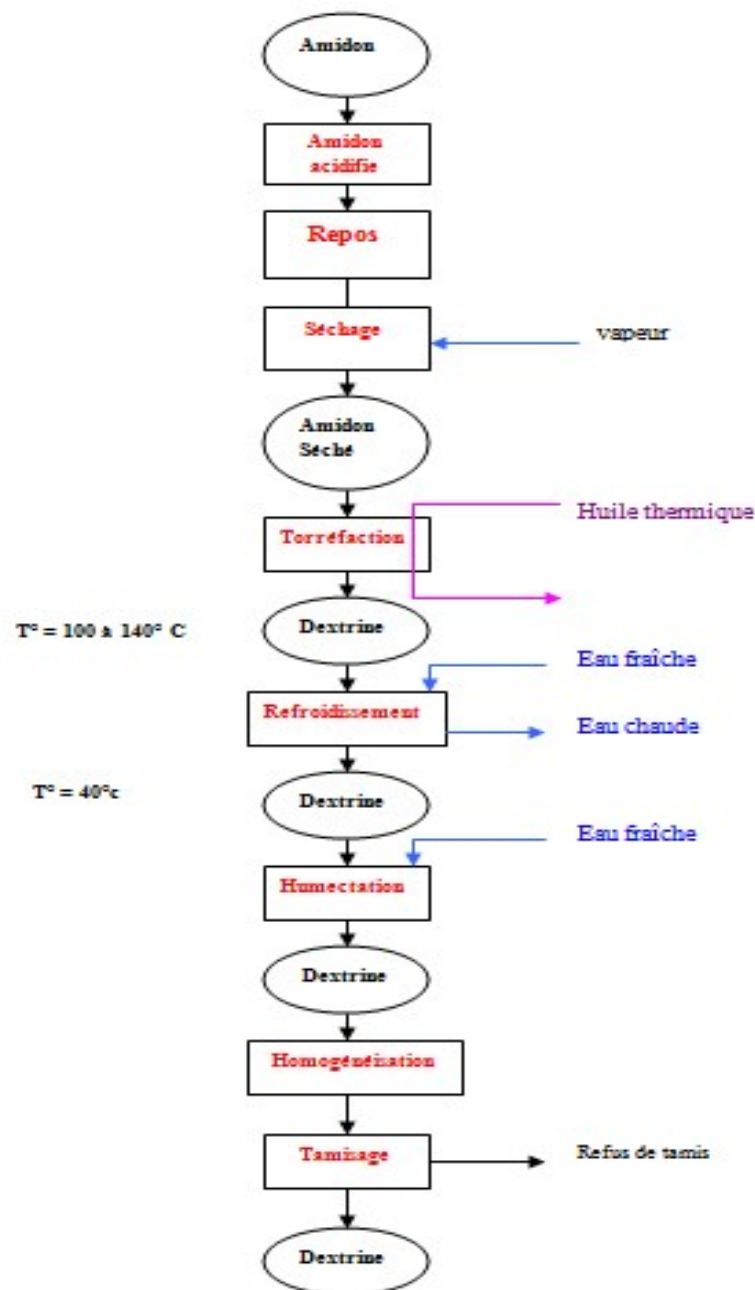 Amidon
Amidon
acidifie
Repos
Séchage
vapeur
Amidon
Séché
Torréfaction
Huile thermique
Dextrine
T° = 100 à 140° C
Eau fraîche
Refroidissement
Eau chaude
T° = 40°c
Dextrine
Eau fraîche
Humectation
Dextrine
Homogénéisation
Tamisage
Refus de tamis
Dextrine